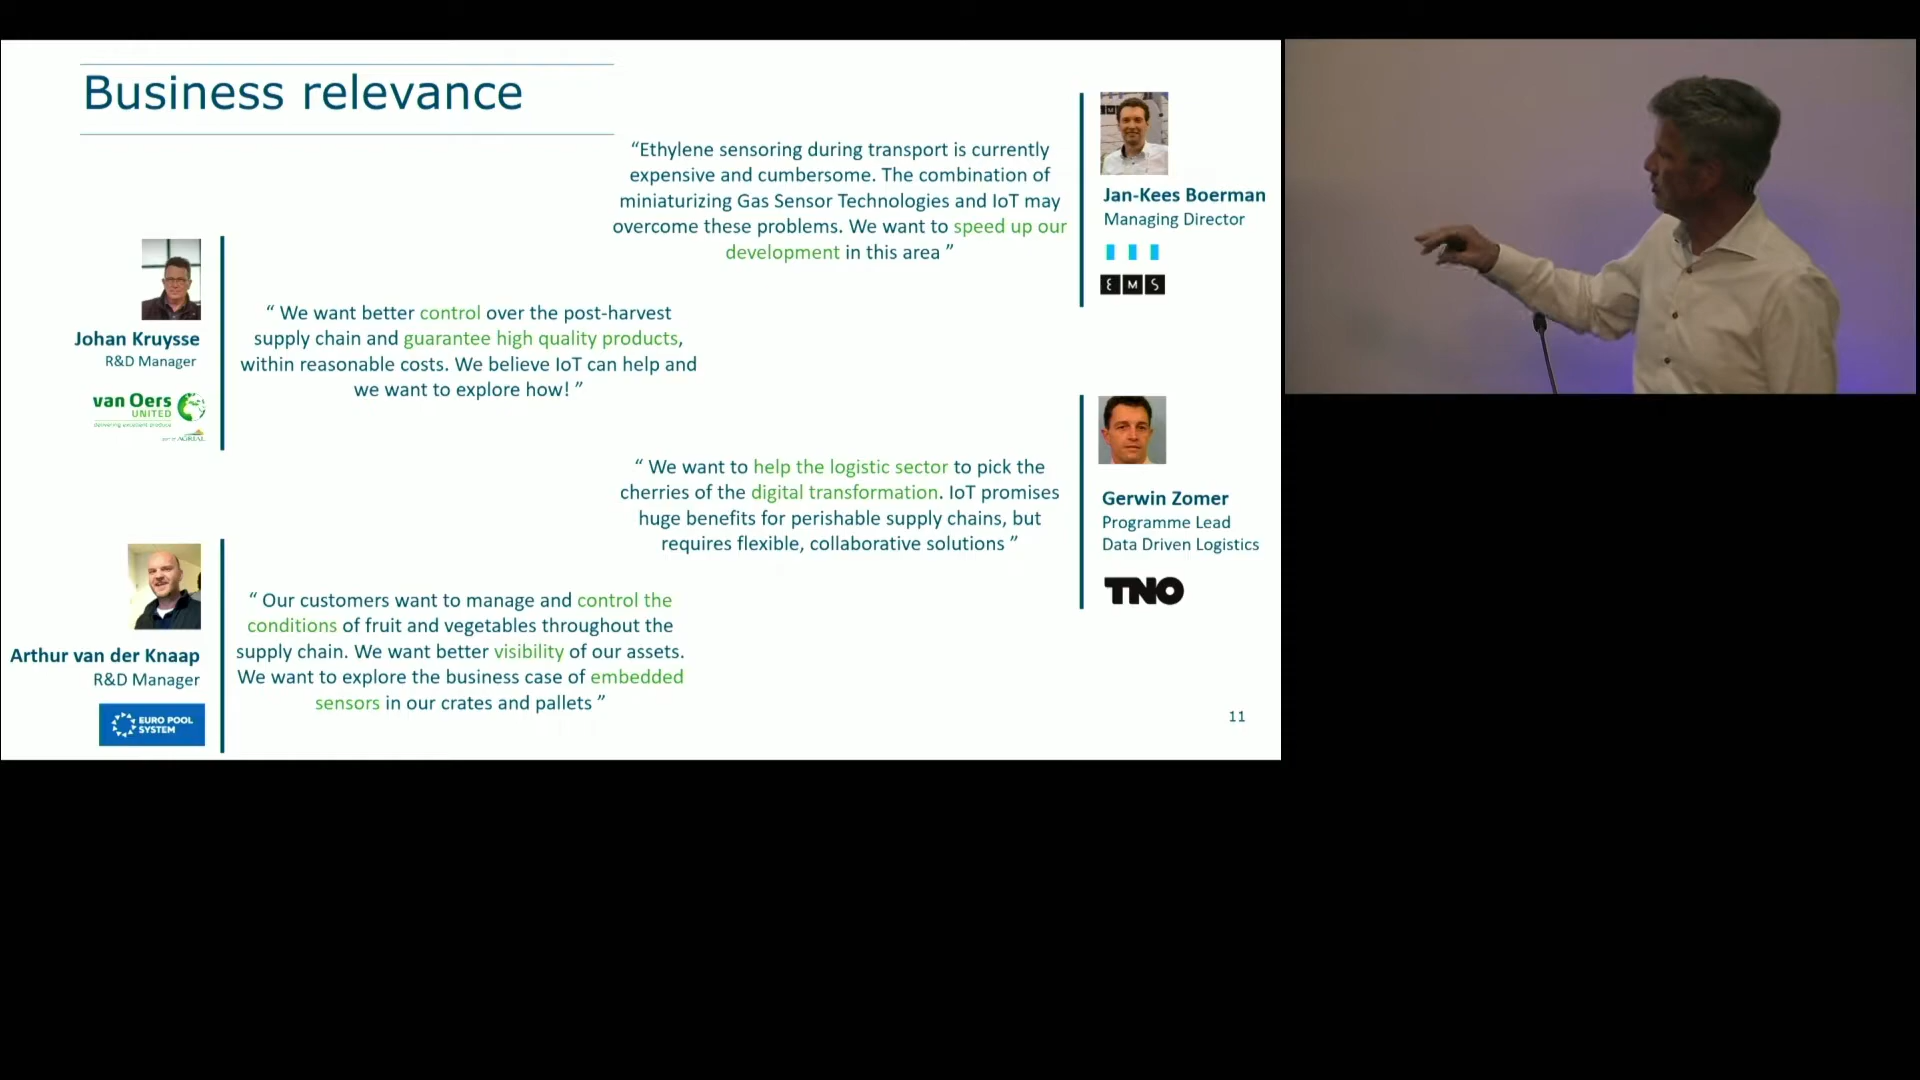 Business relevance
“Ethylene sensoring during transport is currently
expensive and cumbersome. The combination of
miniaturizing Gas Sensor Technologies and IoT may
overcome these problems. We want to speed up our
development in this area ”
Jan-Kees Boerman
Managing Director
EMS
Johan Kruysse
R&D Manager
van Oers
UNITED
delivering excellent produce
part of AGRIAL
“ We want better control over the post-harvest
supply chain and guarantee high quality products,
within reasonable costs. We believe IoT can help and
we want to explore how! ”
“ We want to help the logistic sector to pick the
cherries of the digital transformation. IoT promises
huge benefits for perishable supply chains, but
requires flexible, collaborative solutions ”
Gerwin Zomer
Programme Lead
Data Driven Logistics
TNO
Arthur van der Knaap
R&D Manager
EURO POOL
SYSTEM
“ Our customers want to manage and control the
conditions of fruit and vegetables throughout the
supply chain. We want better visibility of our assets.
We want to explore the business case of embedded
sensors in our crates and pallets ”
11